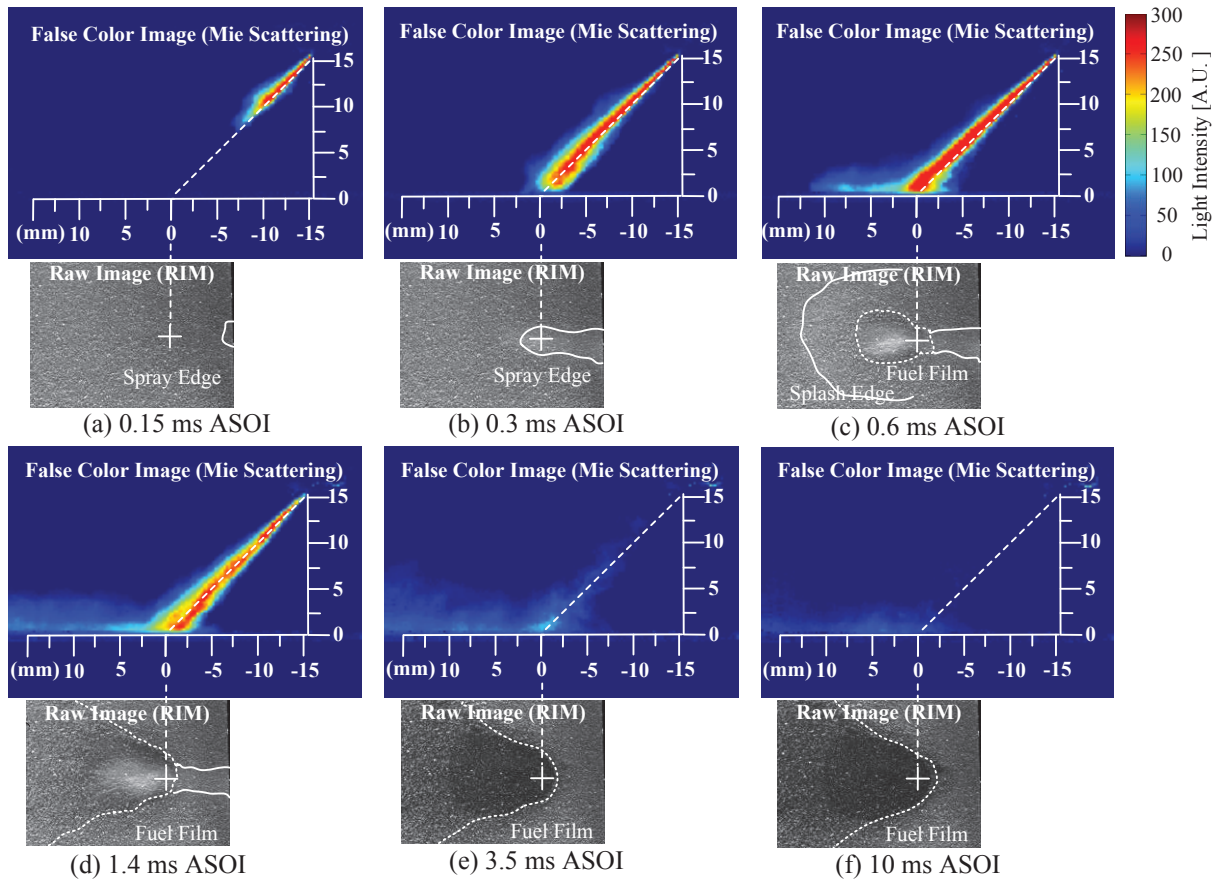 False Color Image (Mie Scattering)
15
10
5
0
(mm) 10 5 0 -5 -10 -15
Raw Image (RIM)
Spray Edge
(a) 0.15 ms ASOI
False Color Image (Mie Scattering)
15
10
5
0
(mm) 10 5 0 -5 -10 -15
Raw Image (RIM)
Spray Edge
(b) 0.3 ms ASOI
False Color Image (Mie Scattering)
15
10
5
0
(mm) 10 5 0 -5 -10 -15
Raw Image (RIM)
Fuel Film
Splash Edge
(c) 0.6 ms ASOI
300
250
200
150
100
50
0
Light Intensity [A.U.]
False Color Image (Mie Scattering)
15
10
5
0
(mm) 10 5 0 -5 -10 -15
Raw Image (RIM)
Fuel Film
(d) 1.4 ms ASOI
False Color Image (Mie Scattering)
15
10
5
0
(mm) 10 5 0 -5 -10 -15
Raw Image (RIM)
Fuel Film
(e) 3.5 ms ASOI
False Color Image (Mie Scattering)
15
10
5
0
(mm) 10 5 0 -5 -10 -15
Raw Image (RIM)
Fuel Film
(f) 10 ms ASOI